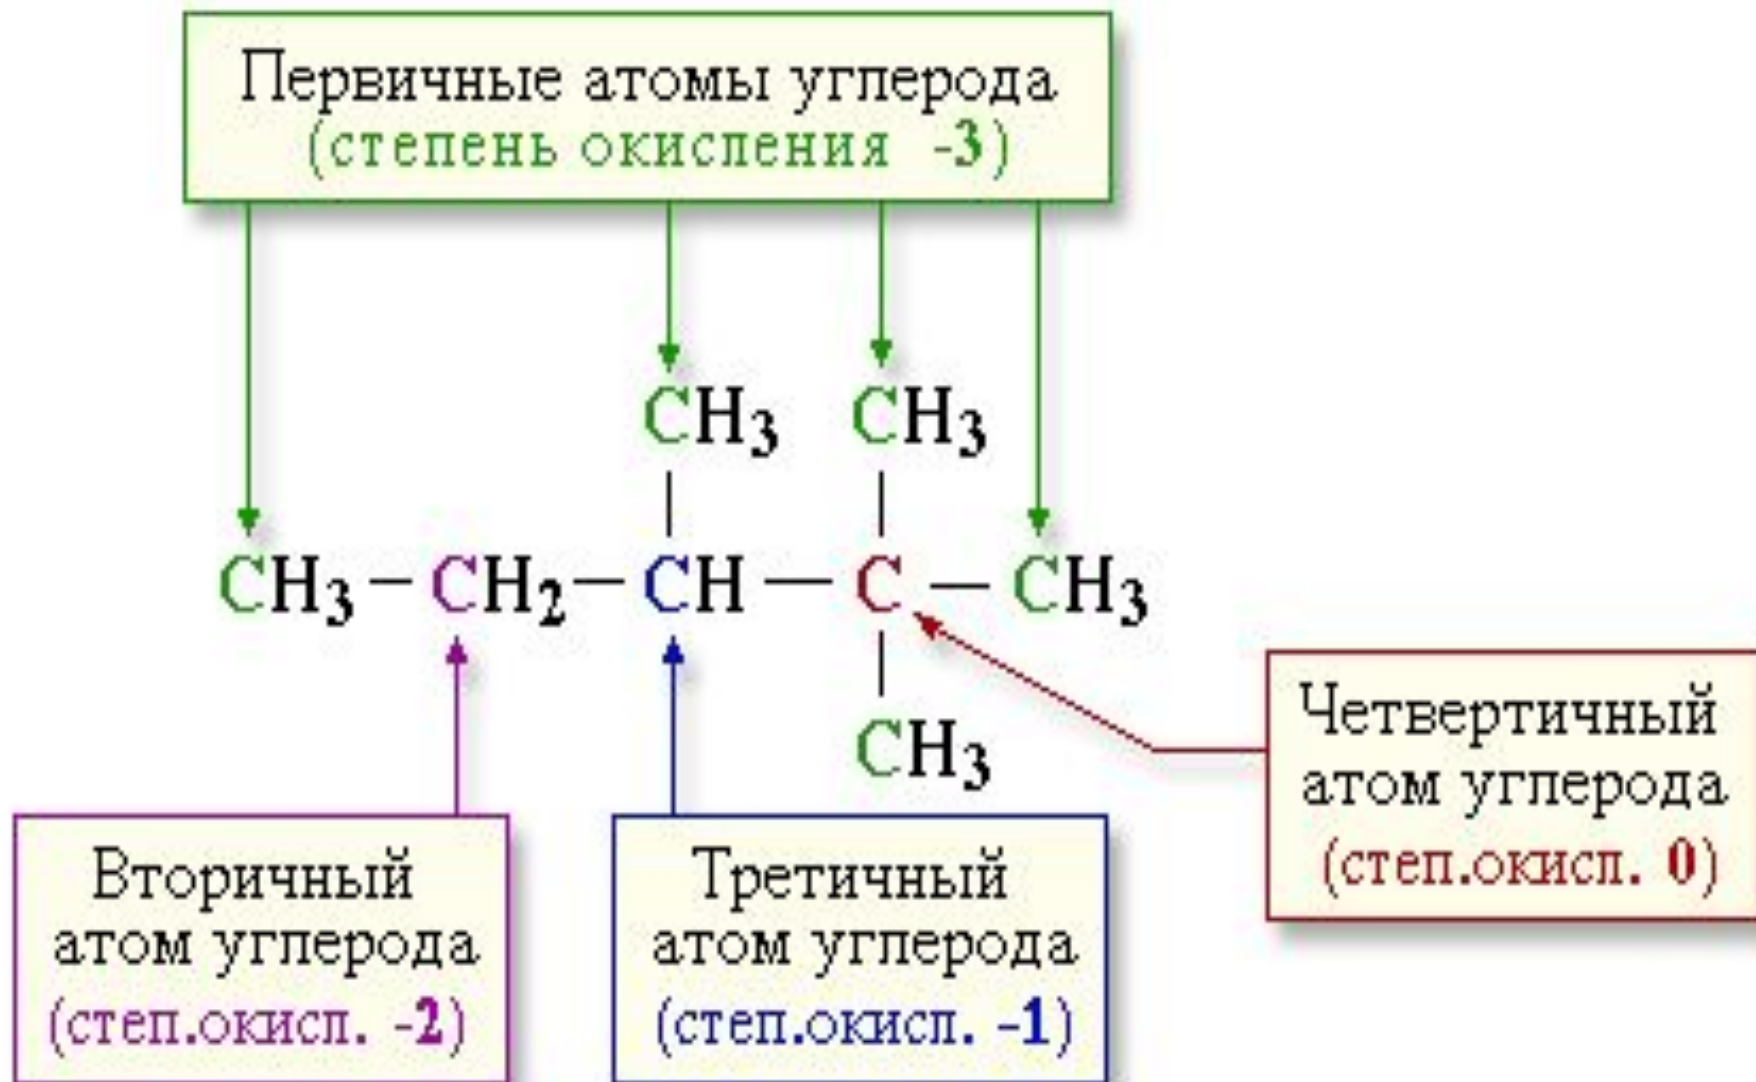 Первичные атомы углерода
(степень окисления -3)
CH3 CH3
CH3 – CH2 – CH – C – CH3
CH3
Четвертичный
атом углерода
(степ.окисл. 0)
Вторичный
атом углерода
(степ.окисл. -2)
Третичный
атом углерода
(степ.окисл. -1)